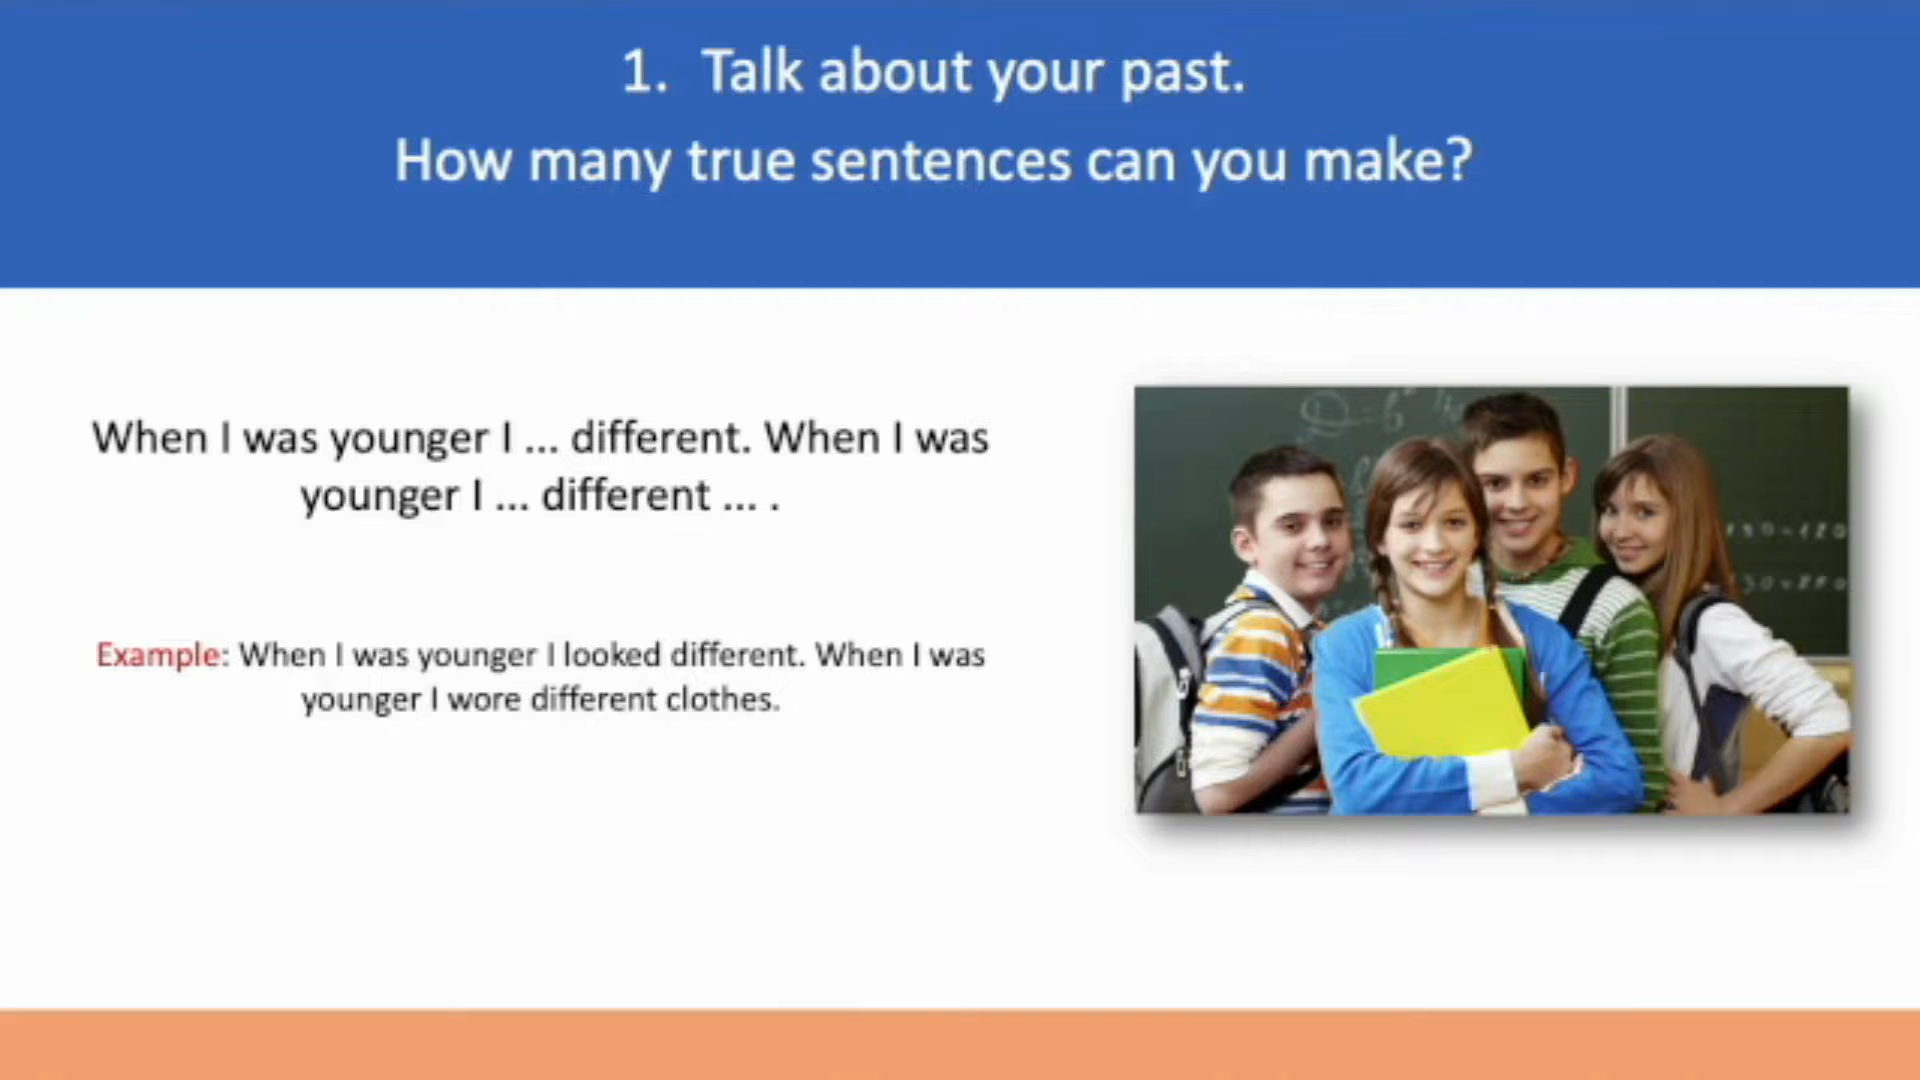 1. Talk about your past.
How many true sentences can you make?
When I was younger I ... different. When I was
younger I ... different ... .
Example: When I was younger I looked different. When I was
younger I wore different clothes.